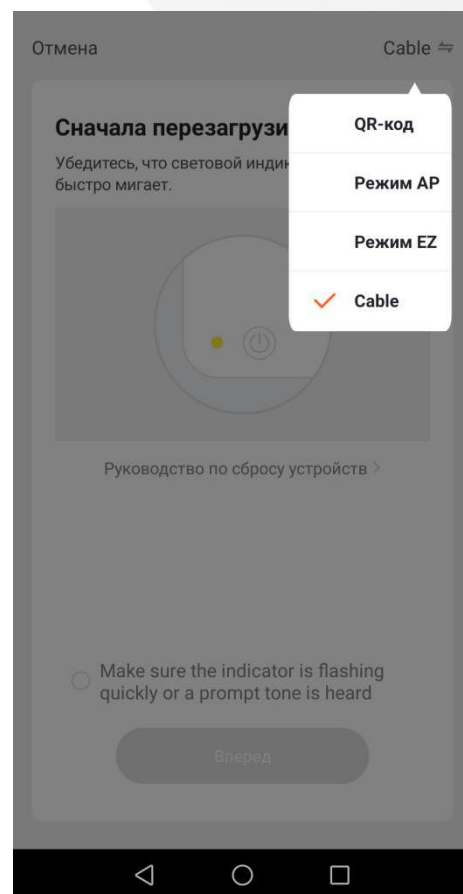 Отмена
Cable
QR-код
Режим AP
Режим EZ
Cable
Сначала перезагрузи
Убедитесь, что световой
быстро мигает.
Руководство по сбросу устройств
Make sure the indicator is flashing
quickly or a prompt tone is heard
Вперед